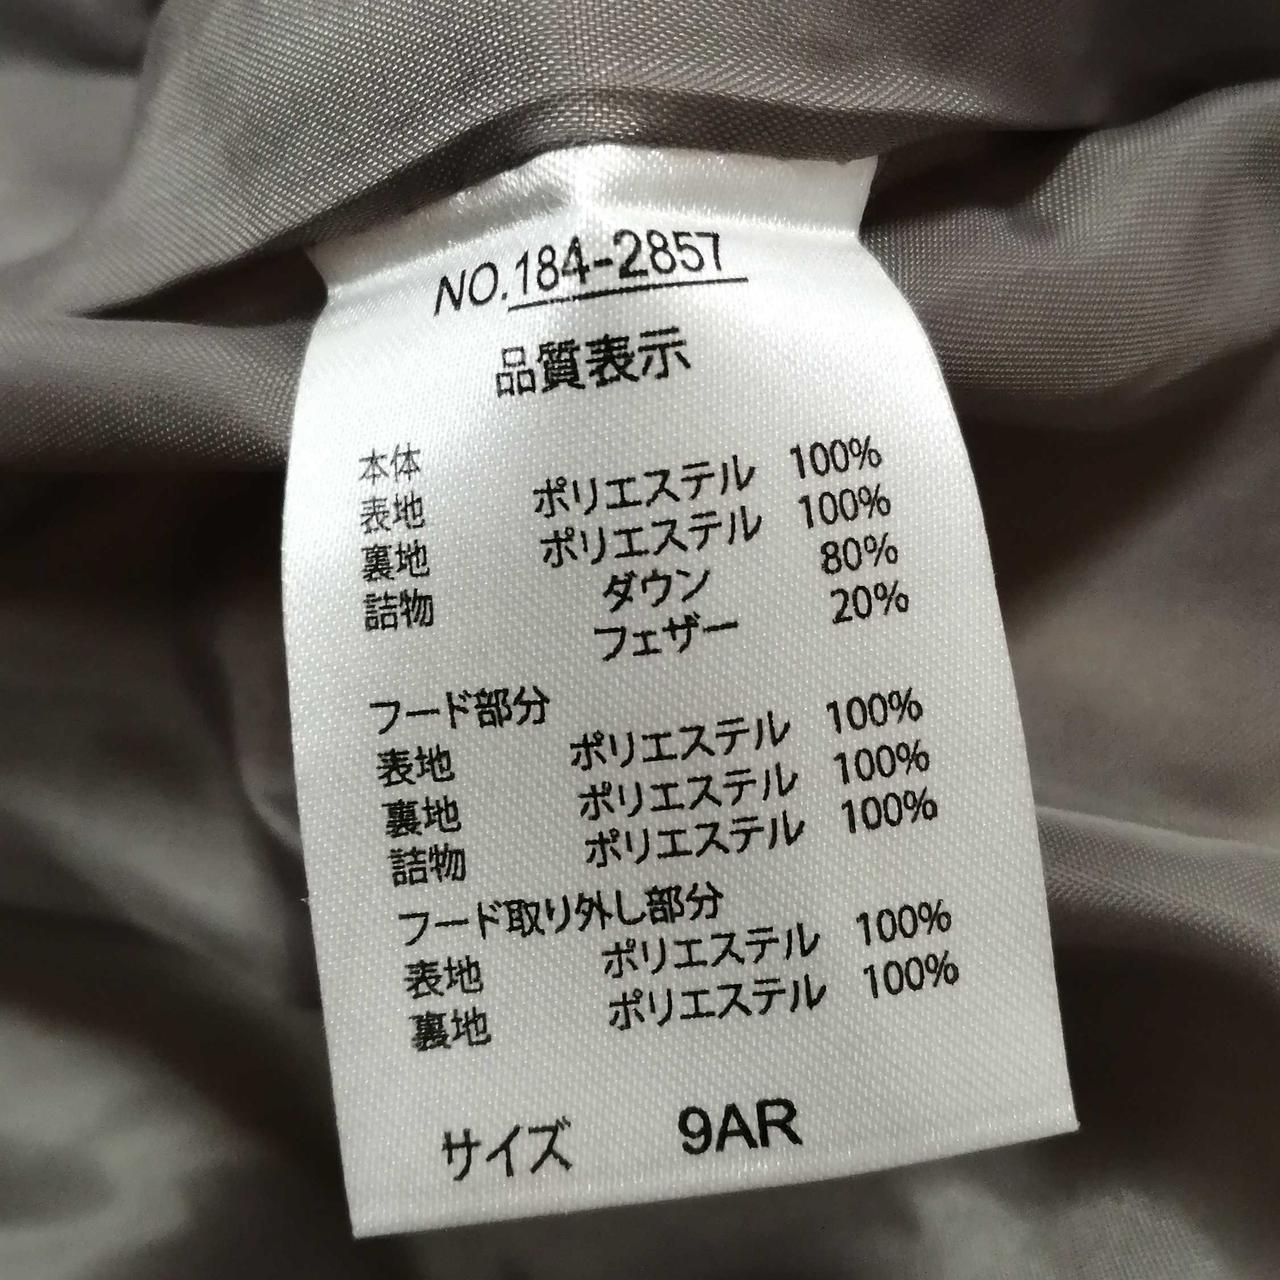 NO.184-2857
品質表示
本体
表地 ポリエステル 100%
裏地 ポリエステル 100%
詰物 ダウン 80%
フェザー 20%
フード部分
表地 ポリエステル 100%
裏地 ポリエステル 100%
詰物 ポリエステル 100%
フード取り外し部分
表地 ポリエステル 100%
裏地 ポリエステル 100%
サイズ 9AR